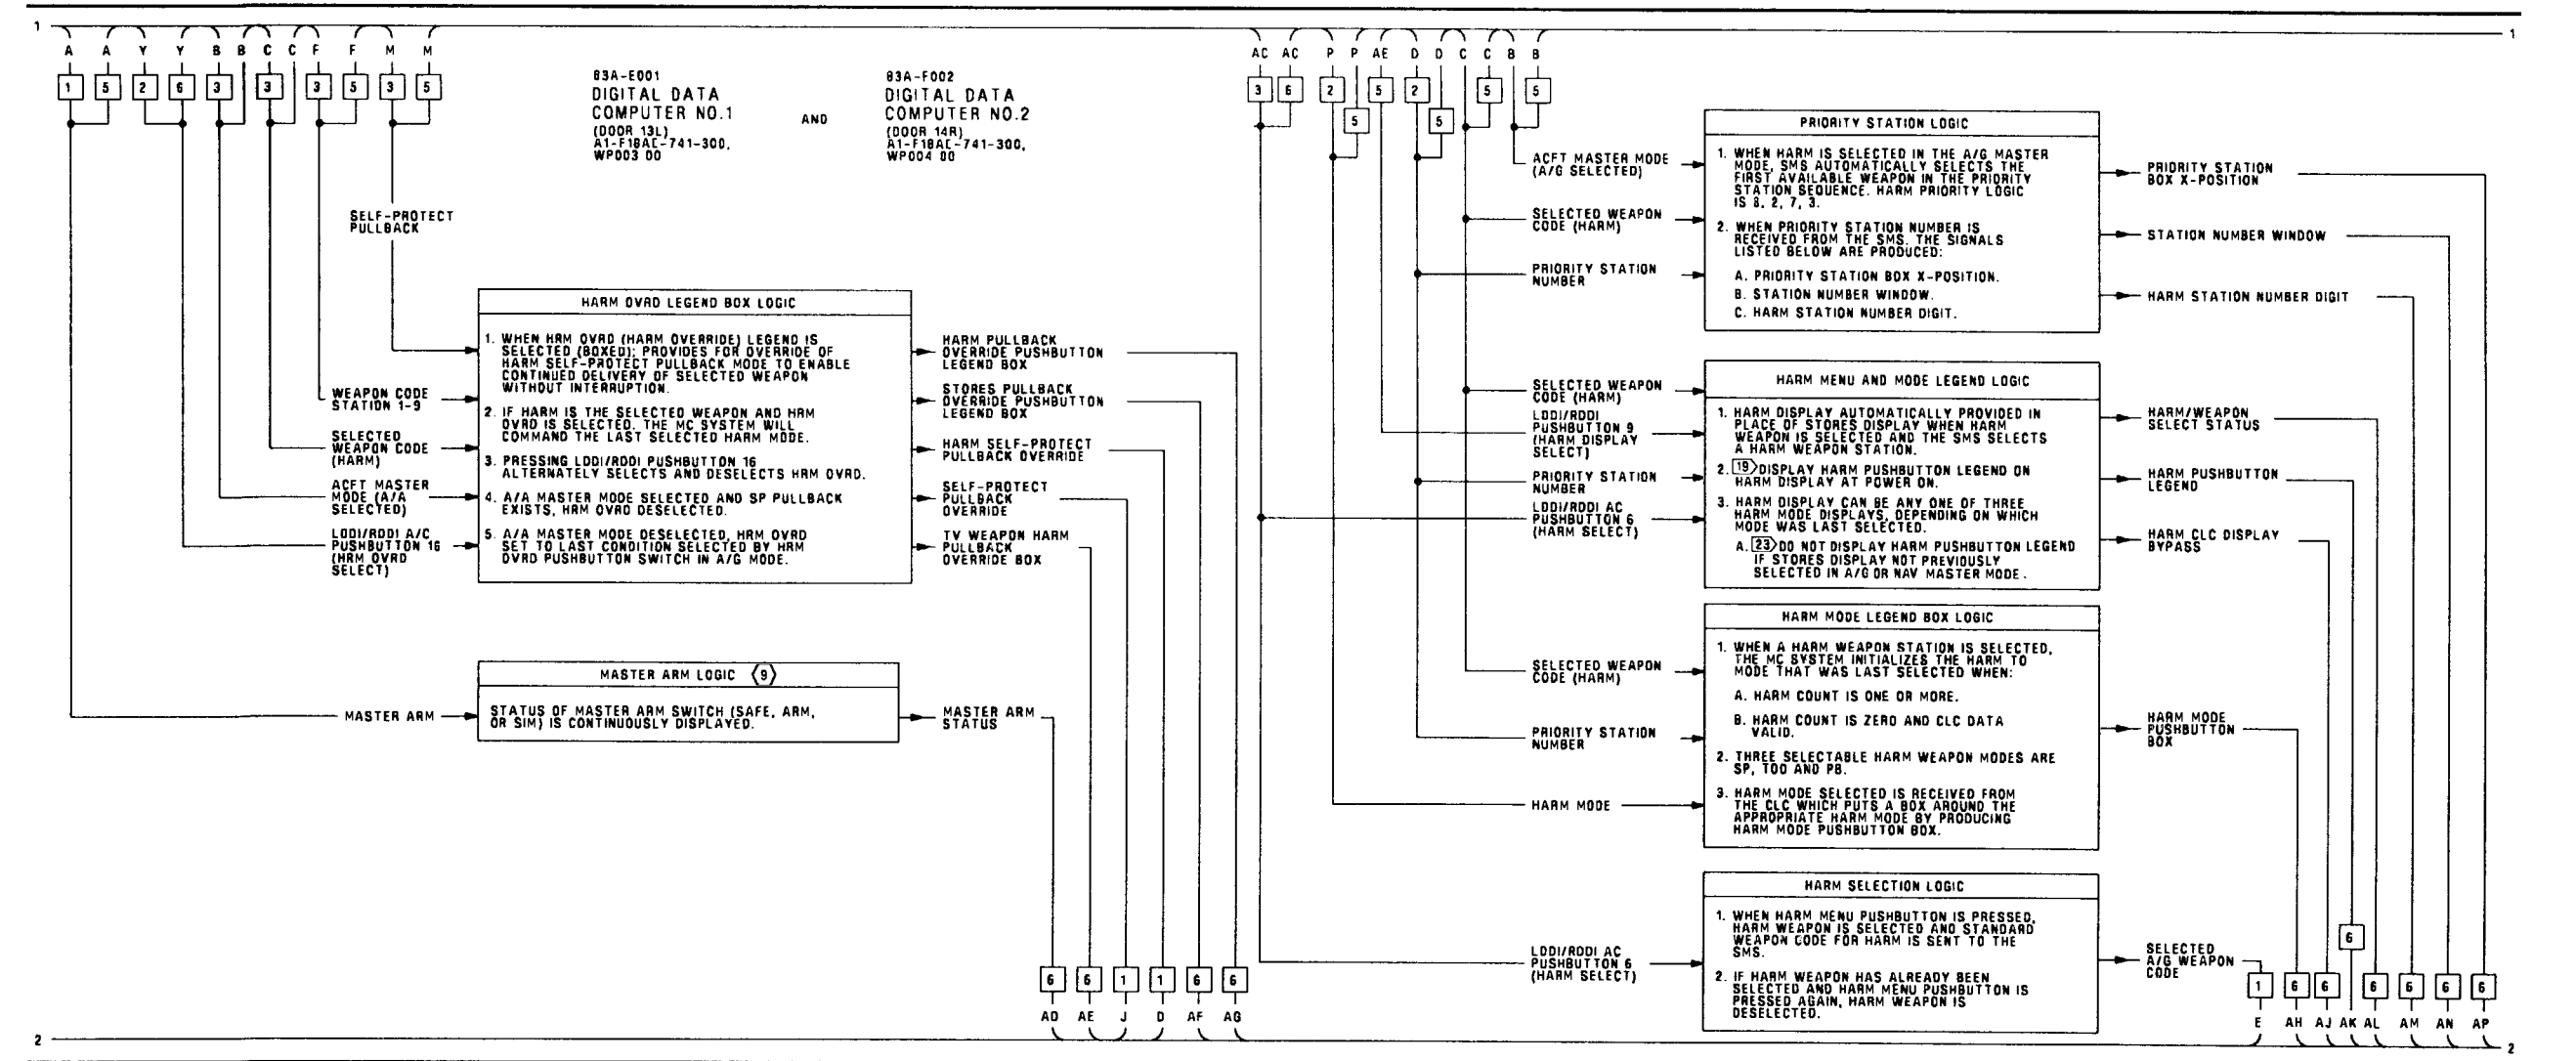 1
A A Y Y B B C C F F M M
1 5 2 6 3 3 3 5 3 5
AC AC P P AE D D C C B B
3 6 2 5 5 2 5 5 5
1
83A-E001
DIGITAL DATA
COMPUTER NO.1
(DOOR 13L)
A1-F18AC-741-300,
WP003 00
AND
83A-F002
DIGITAL DATA
COMPUTER NO.2
(DOOR 14R)
A1-F18AC-741-300,
WP004 00
SELF-PROTECT
PULLBACK
WEAPON CODE
STATION 1-9
SELECTED
WEAPON CODE
(HARM)
ACFT MASTER
MODE (A/A
SELECTED)
LDDI/RDDI A/C
PUSHBUTTON 16
(HRM OVRD
SELECT)
HARM OVRD LEGEND BOX LOGIC
1. WHEN HRM OVRD (HARM OVERRIDE) LEGEND IS
SELECTED (BOXED); PROVIDES FOR OVERRIDE OF
HARM SELF-PROTECT PULLBACK MODE TO ENABLE
CONTINUED DELIVERY OF SELECTED WEAPON
WITHOUT INTERRUPTION.
2. IF HARM IS THE SELECTED WEAPON AND HRM
OVRD IS SELECTED. THE MC SYSTEM WILL
COMMAND THE LAST SELECTED HARM MODE.
3. PRESSING LDDI/RDDI PUSHBUTTON 16
ALTERNATELY SELECTS AND DESELECTS HRM OVRD.
4. A/A MASTER MODE SELECTED AND SP PULLBACK
EXISTS, HRM OVRD DESELECTED.
5. A/A MASTER MODE DESELECTED, HRM OVRD
SET TO LAST CONDITION SELECTED BY HRM
OVRD PUSHBUTTON SWITCH IN A/G MODE.
HARM PULLBACK
OVERRIDE PUSHBUTTON
LEGEND BOX
STORES PULLBACK
OVERRIDE PUSHBUTTON
LEGEND BOX
HARM SELF-PROTECT
PULLBACK OVERRIDE
SELF-PROTECT
PULLBACK
OVERRIDE
TV WEAPON HARM
PULLBACK
OVERRIDE BOX
MASTER ARM
MASTER ARM LOGIC 9
STATUS OF MASTER ARM SWITCH (SAFE, ARM,
OR SIM) IS CONTINUOUSLY DISPLAYED.
MASTER ARM
STATUS
6 6 1 1 6 6
AD AE J D AF AG
ACFT MASTER MODE
(A/G SELECTED)
SELECTED WEAPON
CODE (HARM)
PRIORITY STATION
NUMBER
PRIORITY STATION LOGIC
1. WHEN HARM IS SELECTED IN THE A/G MASTER
MODE, SMS AUTOMATICALLY SELECTS THE
FIRST AVAILABLE WEAPON IN THE PRIORITY
STATION SEQUENCE. HARM PRIORITY LOGIC
IS 8, 2, 7, 3.
2. WHEN PRIORITY STATION NUMBER IS
RECEIVED FROM THE SMS. THE SIGNALS
LISTED BELOW ARE PRODUCED:
A. PRIORITY STATION BOX X-POSITION.
B. STATION NUMBER WINDOW.
C. HARM STATION NUMBER DIGIT.
PRIORITY STATION
BOX X-POSITION
STATION NUMBER WINDOW
HARM STATION NUMBER DIGIT
SELECTED WEAPON
CODE (HARM)
LDDI/RDDI
PUSHBUTTON 9
(HARM DISPLAY
SELECT)
PRIORITY STATION
NUMBER
LDDI/RDDI AC
PUSHBUTTON 6
(HARM SELECT)
HARM MENU AND MODE LEGEND LOGIC
1. HARM DISPLAY AUTOMATICALLY PROVIDED IN
PLACE OF STORES DISPLAY WHEN HARM
WEAPON IS SELECTED AND THE SMS SELECTS
A HARM WEAPON STATION.
2. 19 DISPLAY HARM PUSHBUTTON LEGEND ON
HARM DISPLAY AT POWER ON.
3. HARM DISPLAY CAN BE ANY ONE OF THREE
HARM MODE DISPLAYS, DEPENDING ON WHICH
MODE WAS LAST SELECTED.
A. 23 DO NOT DISPLAY HARM PUSHBUTTON LEGEND
IF STORES DISPLAY NOT PREVIOUSLY
SELECTED IN A/G OR NAV MASTER MODE.
HARM/WEAPON
SELECT STATUS
HARM PUSHBUTTON
LEGEND
HARM CLC DISPLAY
BYPASS
SELECTED WEAPON
CODE (HARM)
PRIORITY STATION
NUMBER
HARM MODE
HARM MODE LEGEND BOX LOGIC
1. WHEN A HARM WEAPON STATION IS SELECTED,
THE MC SYSTEM INITIALIZES THE HARM TO
MODE THAT WAS LAST SELECTED WHEN:
A. HARM COUNT IS ONE OR MORE.
B. HARM COUNT IS ZERO AND CLC DATA
VALID.
2. THREE SELECTABLE HARM WEAPON MODES ARE
SP, TOO AND PB.
3. HARM MODE SELECTED IS RECEIVED FROM
THE CLC WHICH PUTS A BOX AROUND THE
APPROPRIATE HARM MODE BY PRODUCING
HARM MODE PUSHBUTTON BOX.
HARM MODE
PUSHBUTTON
BOX
LDDI/RDDI AC
PUSHBUTTON 6
(HARM SELECT)
HARM SELECTION LOGIC
1. WHEN HARM MENU PUSHBUTTON IS PRESSED,
HARM WEAPON IS SELECTED AND STANDARD
WEAPON CODE FOR HARM IS SENT TO THE
SMS.
2. IF HARM WEAPON HAS ALREADY BEEN
SELECTED AND HARM MENU PUSHBUTTON IS
PRESSED AGAIN, HARM WEAPON IS
DESELECTED.
SELECTED
A/G WEAPON
CODE
6
1 6 6 6 6 6 6
E AH AJ AK AL AM AN AP
2
2